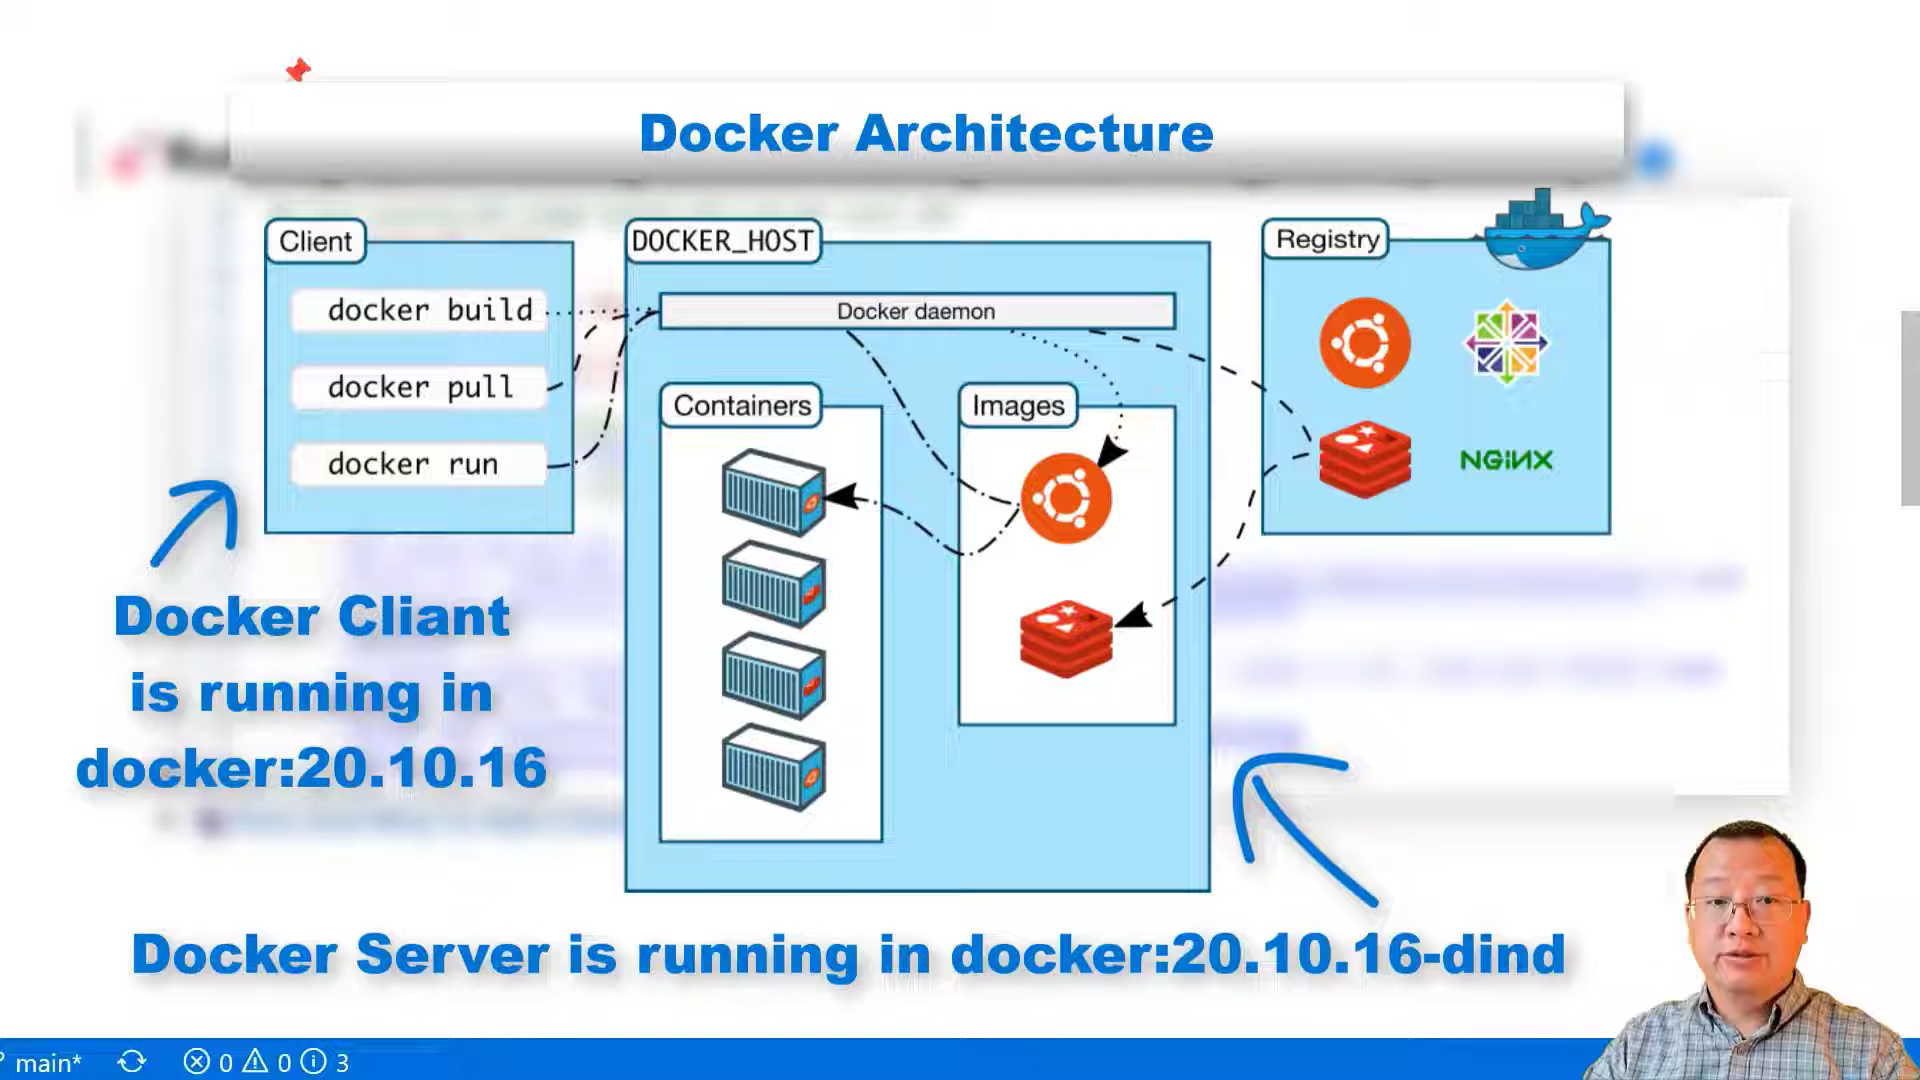 Docker Architecture
Client
DOCKER_HOST
Registry
docker build
Docker daemon
docker pull
Containers
Images
docker run
NGiNX
Docker Cliant
is running in
docker:20.10.16
Docker Server is running in docker:20.10.16-dind
main* 0 0 3